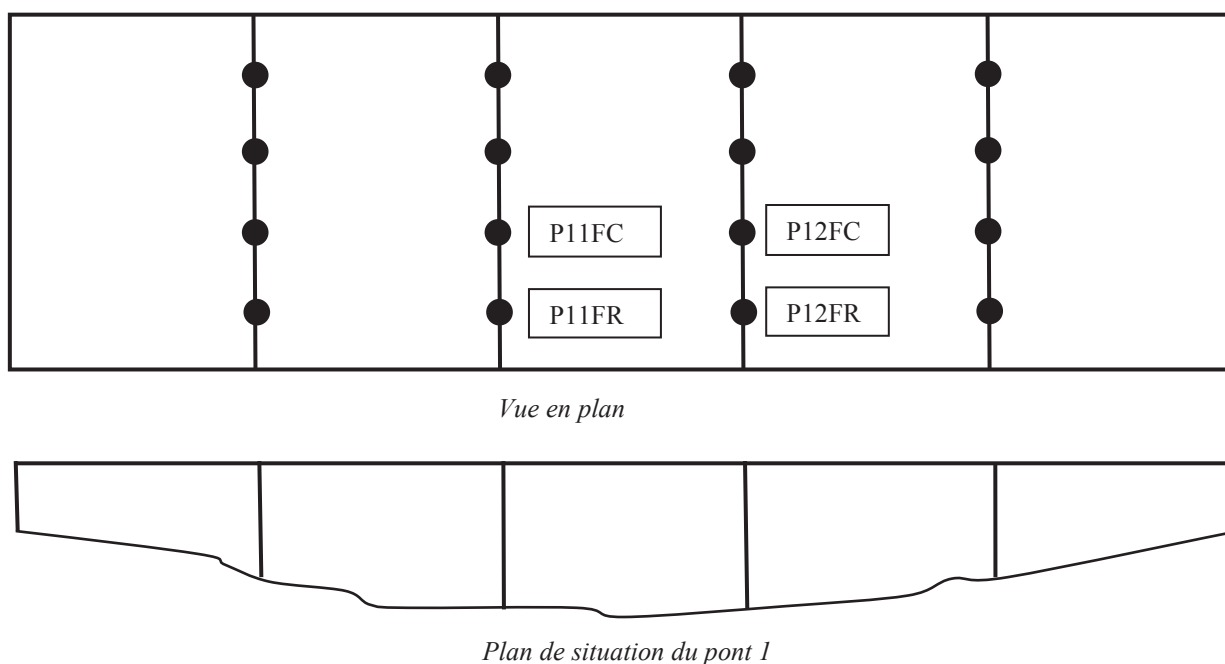 P11FC P12FC
P11FR P12FR
Vue en plan
Plan de situation du pont 1